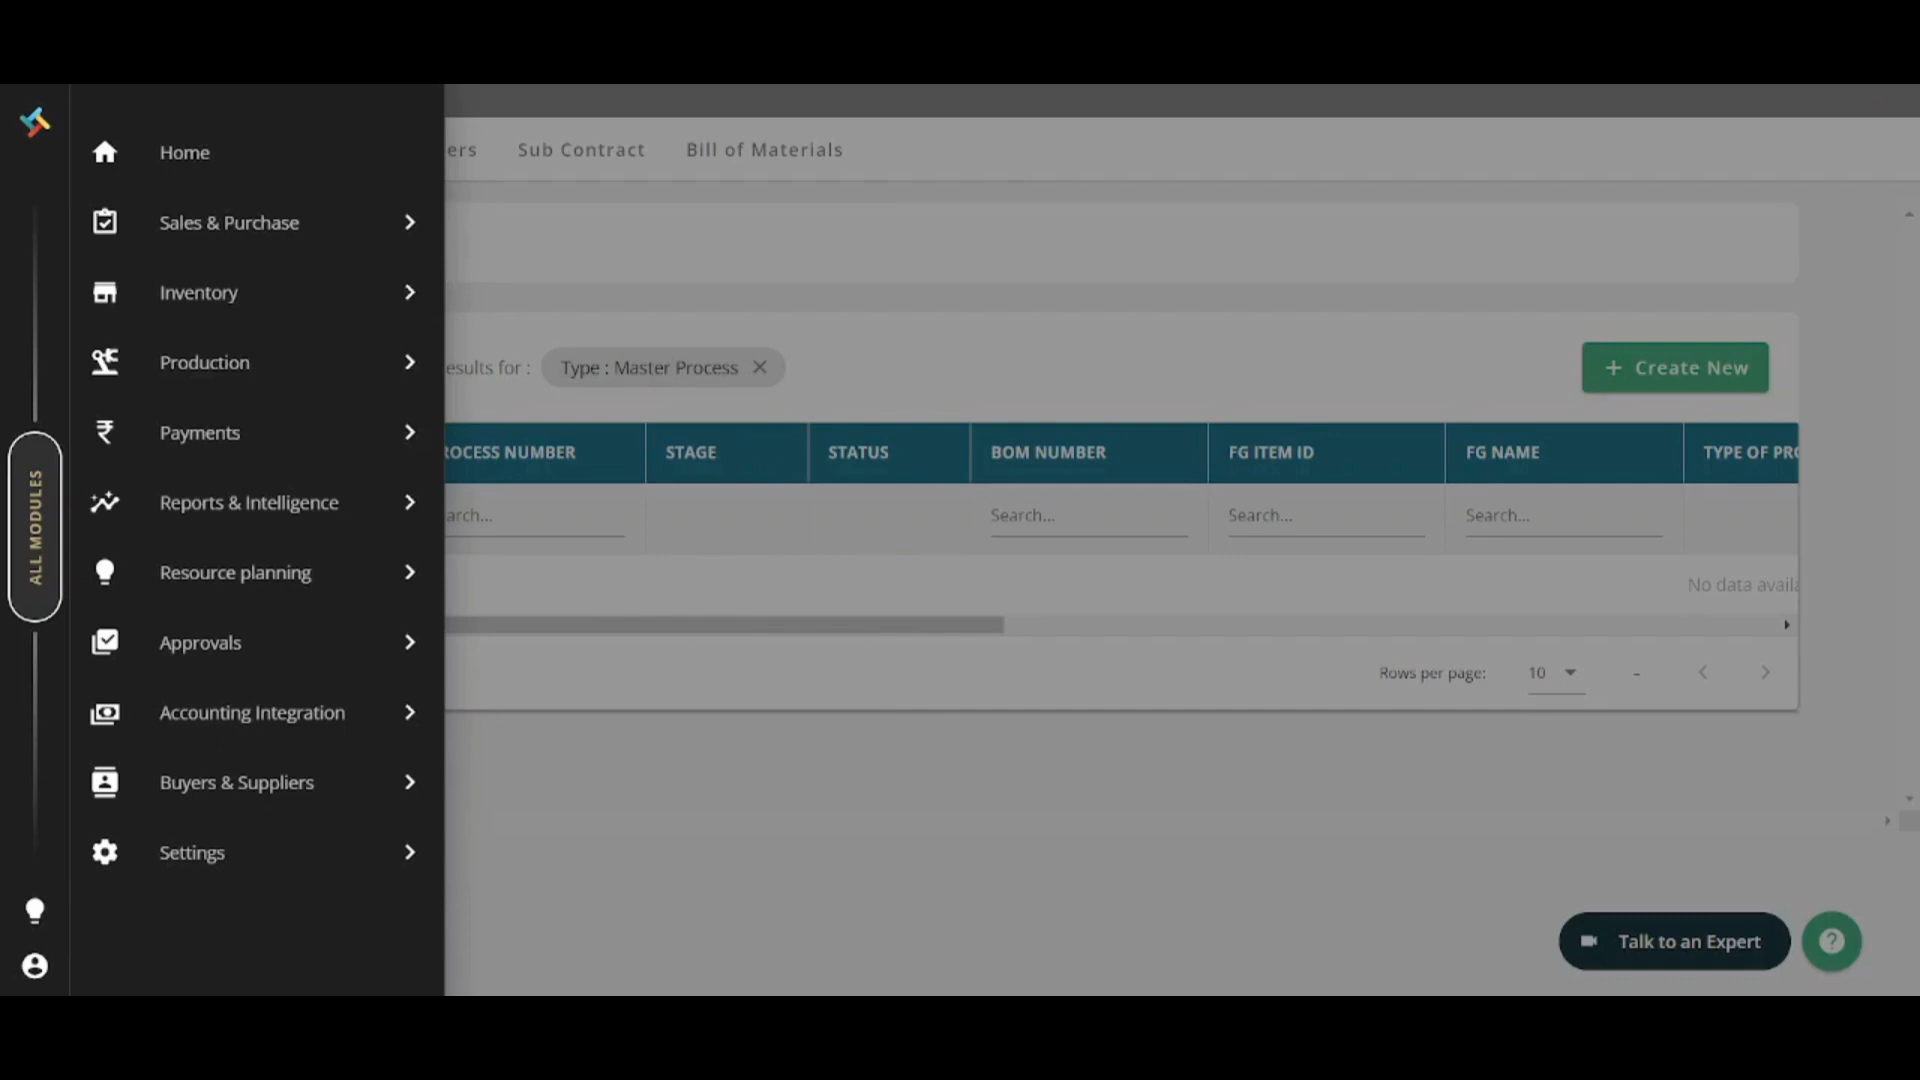 ALL MODULES
Home
Sales & Purchase
Inventory
Production
Payments
Reports & Intelligence
Resource planning
Approvals
Accounting Integration
Buyers & Suppliers
Settings
ers Sub Contract Bill of Materials
esults for : Type : Master Process
+ Create New
ROCESS NUMBER STAGE STATUS BOM NUMBER FG ITEM ID FG NAME TYPE OF PRO
arch... Search... Search... Search...
No data availa
Rows per page: 10 –
Talk to an Expert